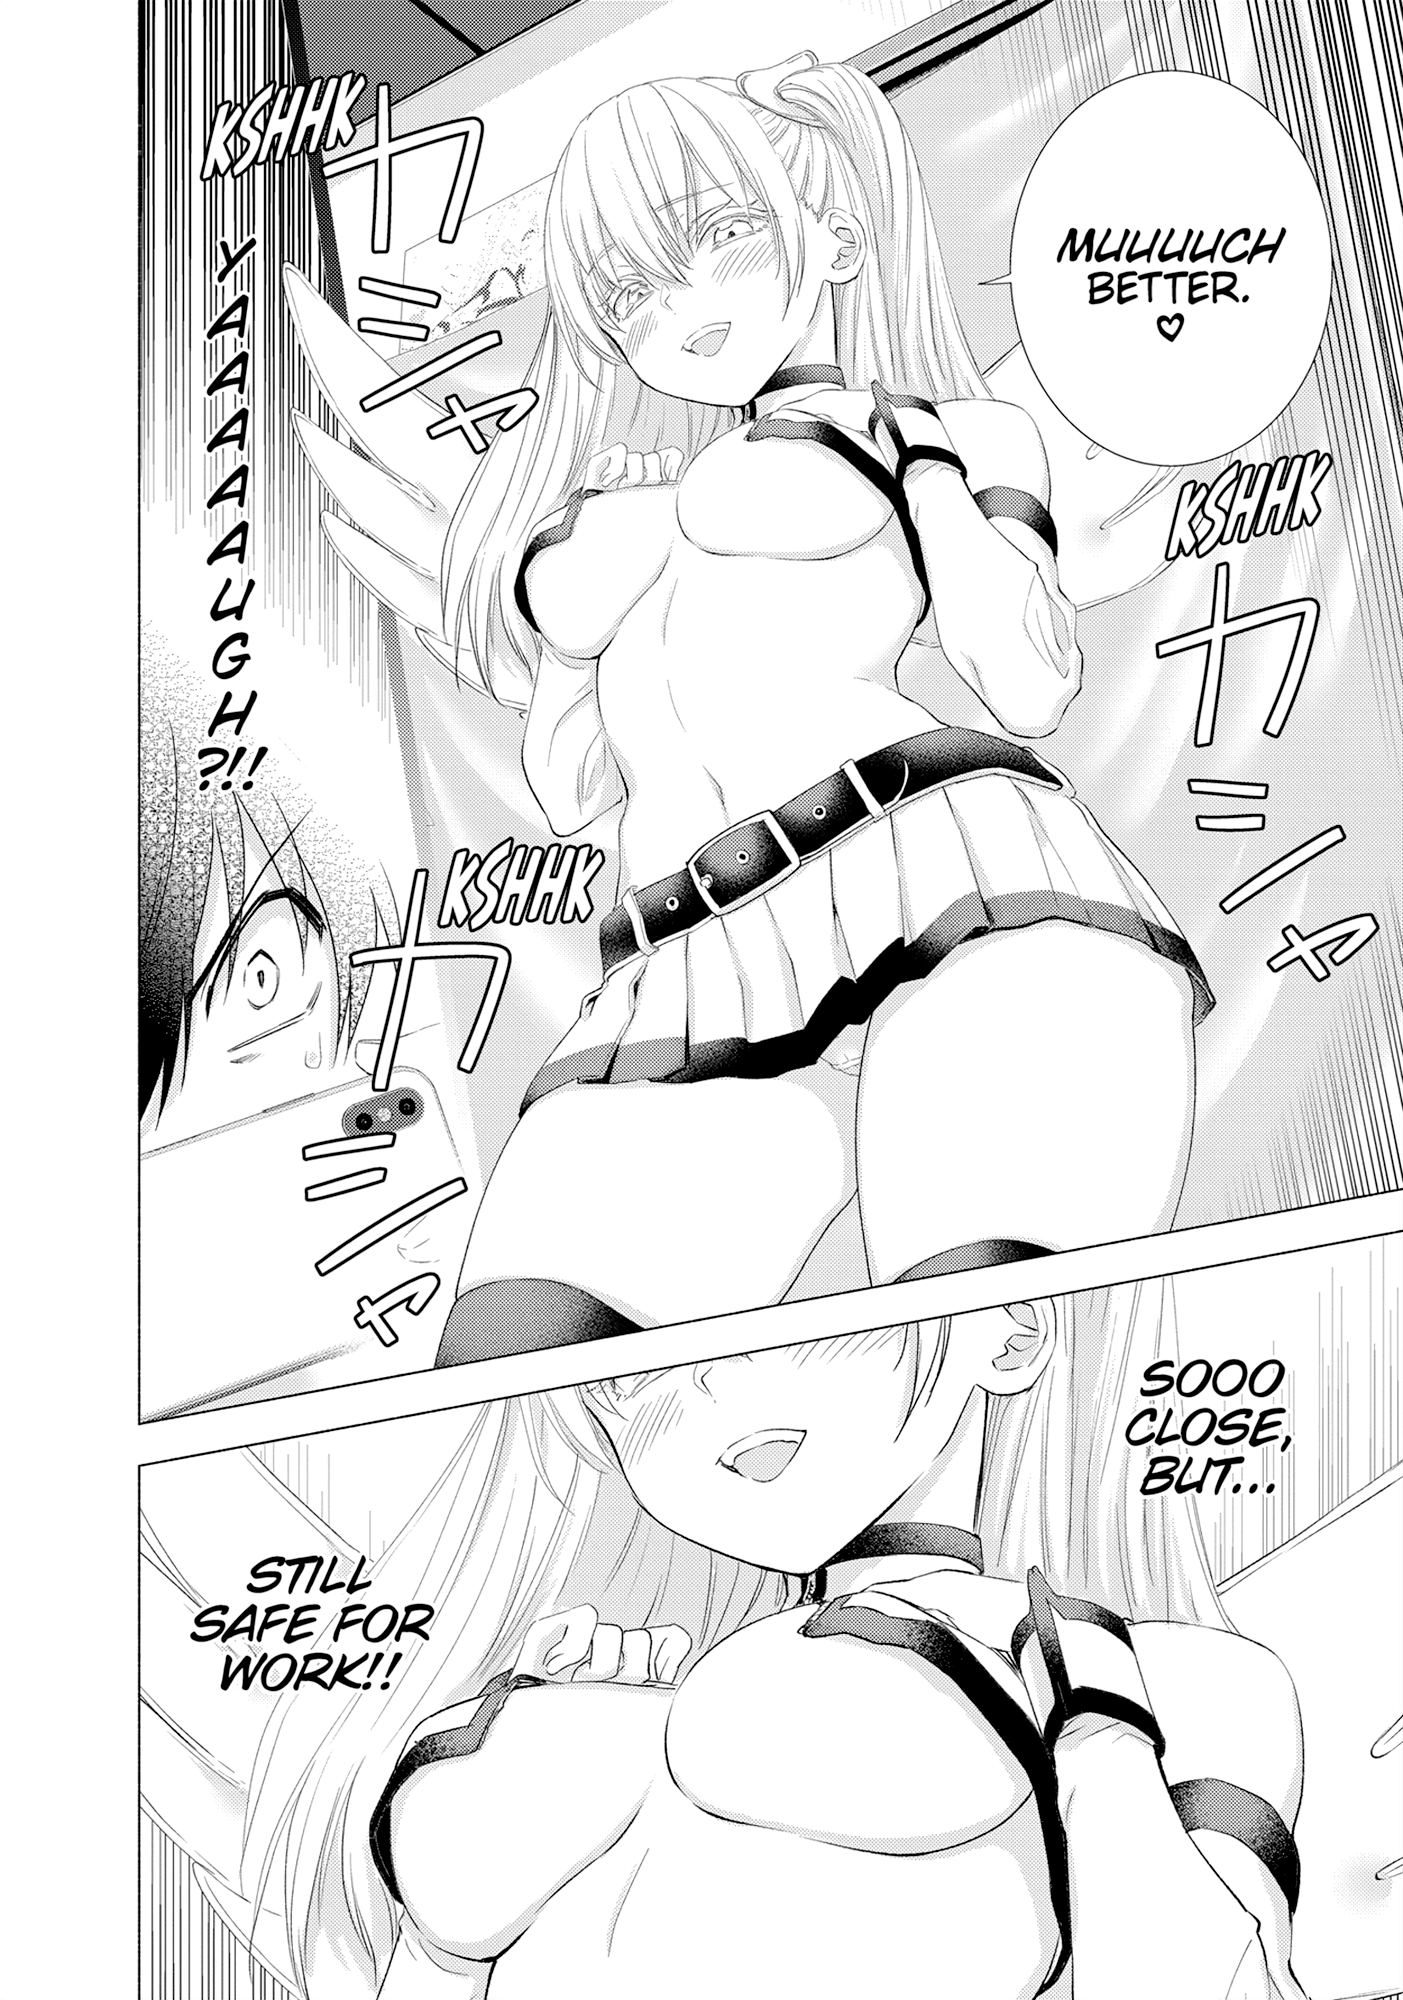 MUUUUCH
BETTER.
♡
KSHHK
カシャ
KSHHK
カシャ
YAAAAAUGH?!!
KSHHK
カシャ
SOOO
CLOSE,
BUT...
STILL
SAFE FOR
WORK!!